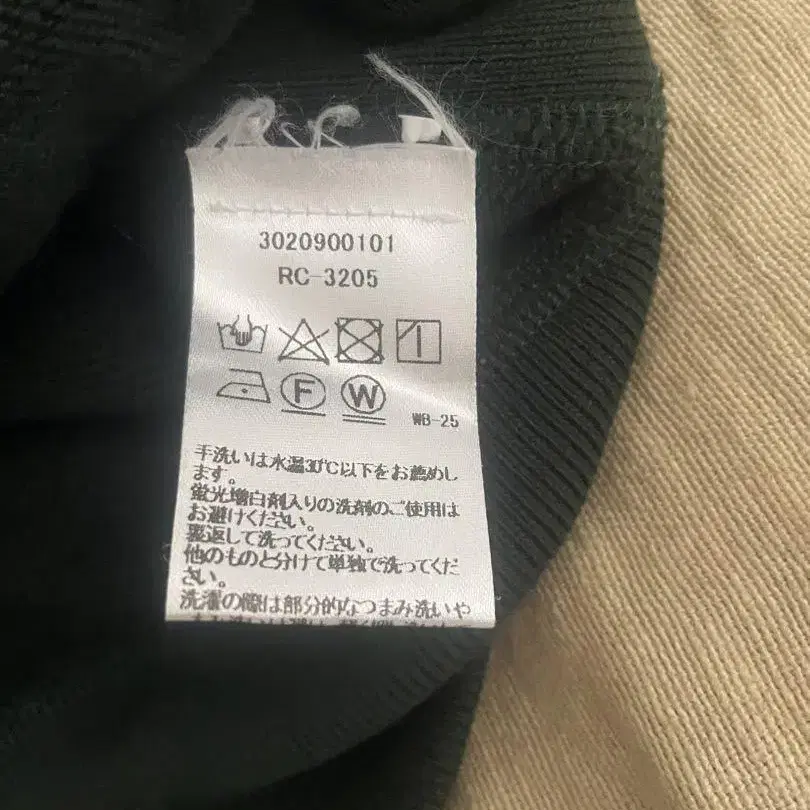 3020900101
RC-3205
F W WB-25
手洗いは水温30℃以下をお薦めし
ます。
蛍光増白剤入りの洗剤のご使用は
お避けください。
裏返して洗ってください。
他のものと分けて単独で洗ってくだ
さい。
洗濯の際は部分的なつまみ洗いや